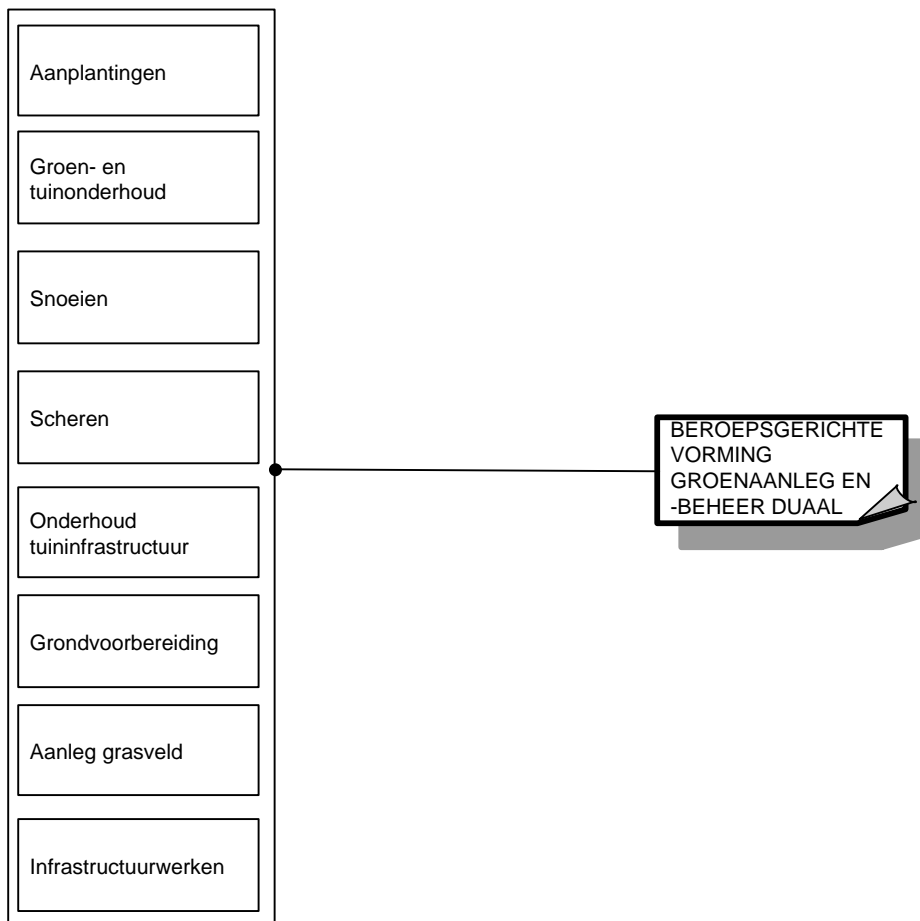 Aanplantingen
Groen- en
tuinonderhoud
Snoeien
Scheren
Onderhoud
tuininfrastructuur
Grondvoorbereiding
Aanleg grasveld
Infrastructuurwerken
BEROEPSGERICHTE
VORMING
GROENAANLEG EN
-BEHEER DUAAL